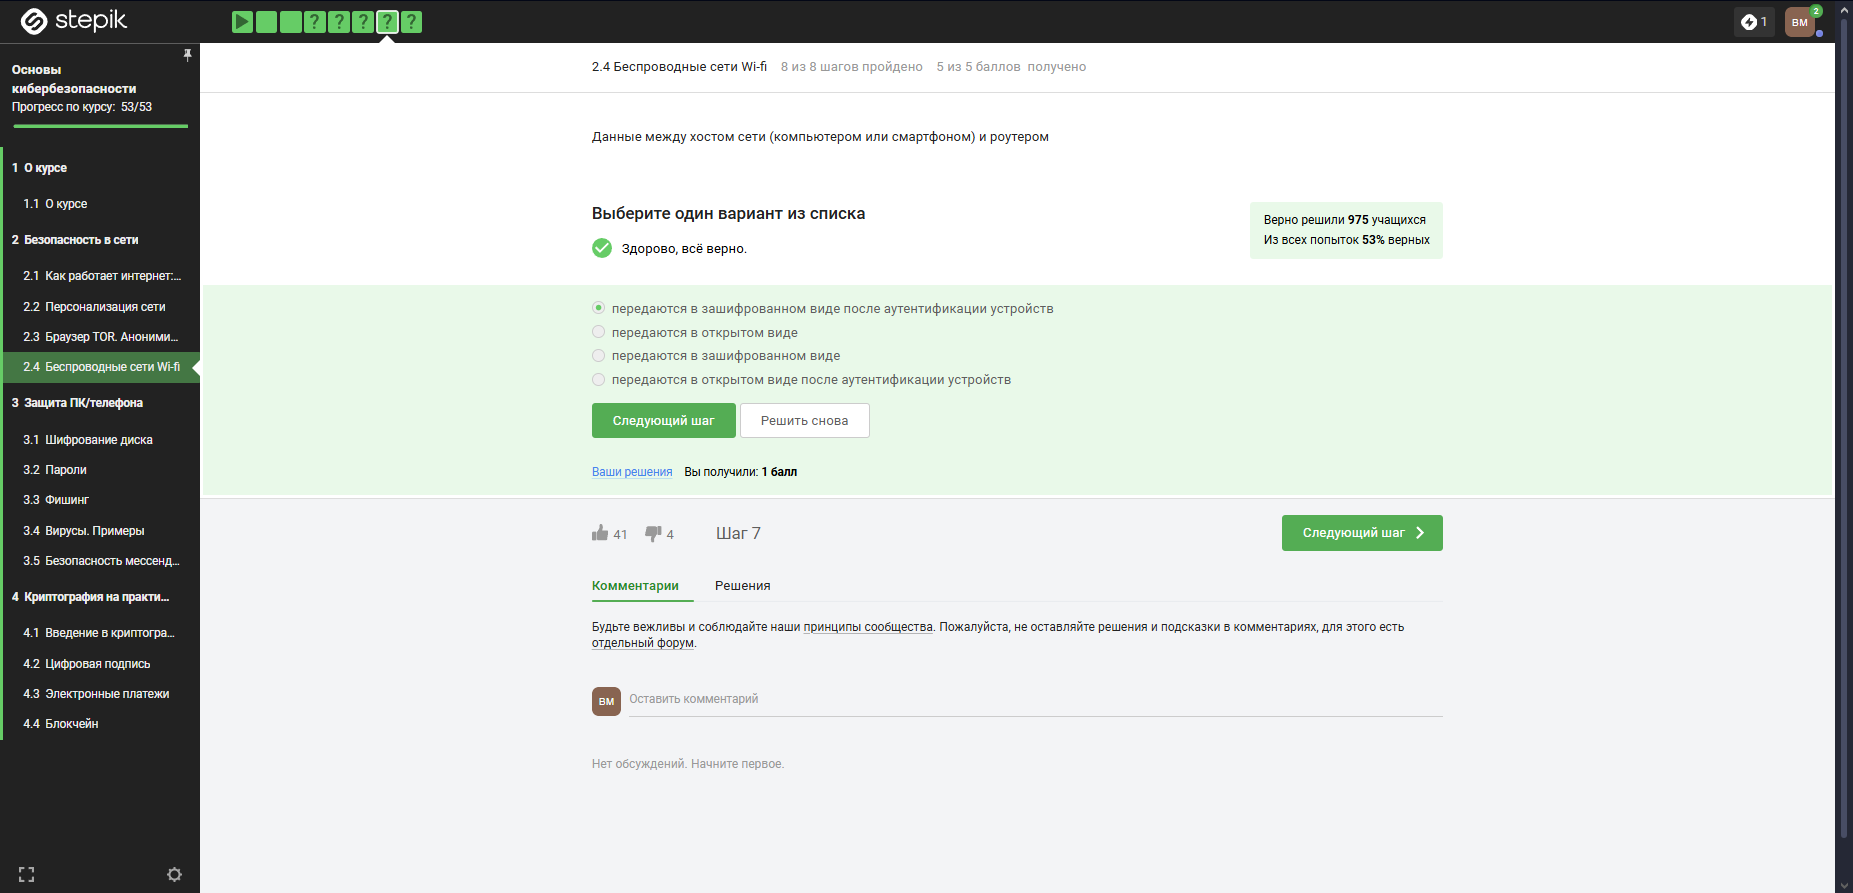 stepik
? ? ? ? ?
1
ВМ
2
Основы
кибербезопасности
Прогресс по курсу: 53/53
1 О курсе
1.1 О курсе
2 Безопасность в сети
2.1 Как работает интернет:...
2.2 Персонализация сети
2.3 Браузер TOR. Аноними...
2.4 Беспроводные сети Wi-fi
3 Защита ПК/телефона
3.1 Шифрование диска
3.2 Пароли
3.3 Фишинг
3.4 Вирусы. Примеры
3.5 Безопасность мессенд...
4 Криптография на практи...
4.1 Введение в криптогра...
4.2 Цифровая подпись
4.3 Электронные платежи
4.4 Блокчейн
2.4 Беспроводные сети Wi-fi 8 из 8 шагов пройдено 5 из 5 баллов получено
Данные между хостом сети (компьютером или смартфоном) и роутером
Выберите один вариант из списка
Здорово, всё верно.
Верно решили 975 учащихся
Из всех попыток 53% верных
передаются в зашифрованном виде после аутентификации устройств
передаются в открытом виде
передаются в зашифрованном виде
передаются в открытом виде после аутентификации устройств
Следующий шаг Решить снова
Ваши решения Вы получили: 1 балл
41 4 Шаг 7 Следующий шаг
Комментарии Решения
Будьте вежливы и соблюдайте наши принципы сообщества. Пожалуйста, не оставляйте решения и подсказки в комментариях, для этого есть
отдельный форум.
ВМ Оставить комментарий
Нет обсуждений. Начните первое.